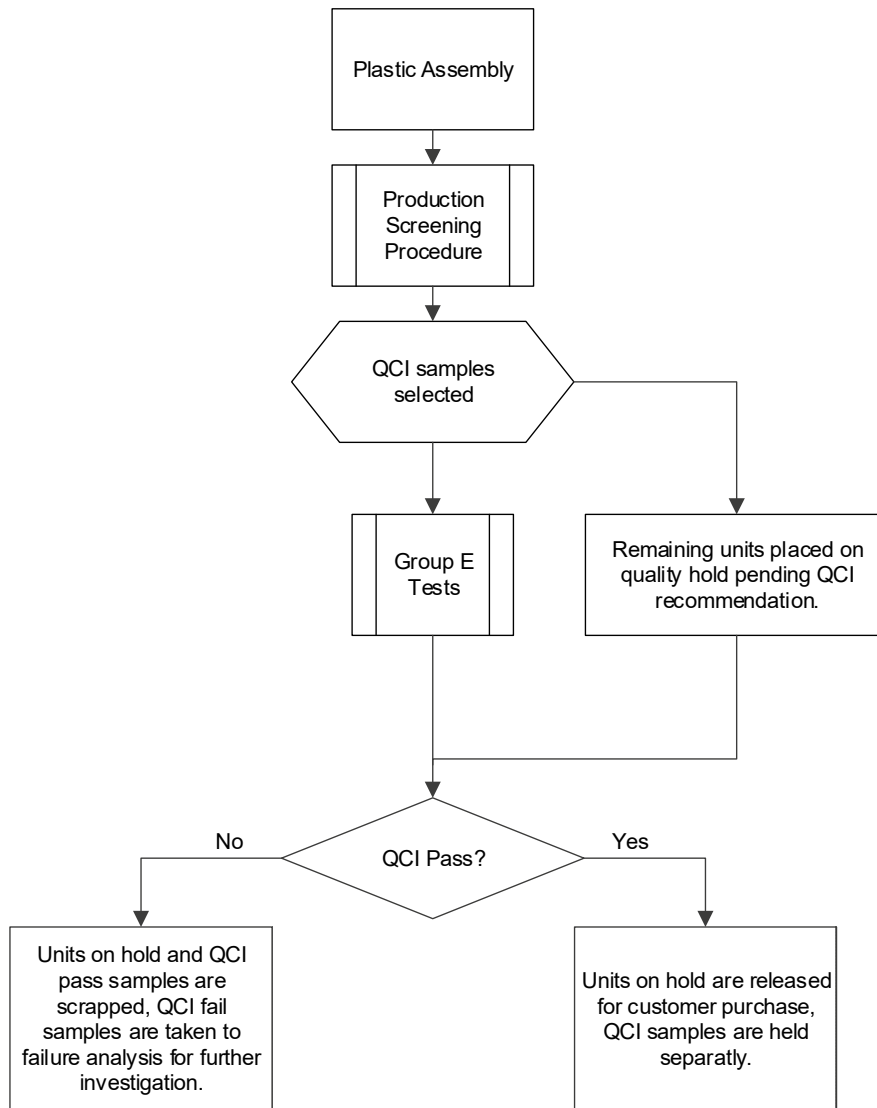 Plastic Assembly
Production
Screening
Procedure
QCI samples
selected
Group E
Tests
Remaining units placed on
quality hold pending QCI
recommendation.
No
QCI Pass?
Yes
Units on hold and QCI
pass samples are
scrapped, QCI fail
samples are taken to
failure analysis for further
investigation.
Units on hold are released
for customer purchase,
QCI samples are held
separatly.